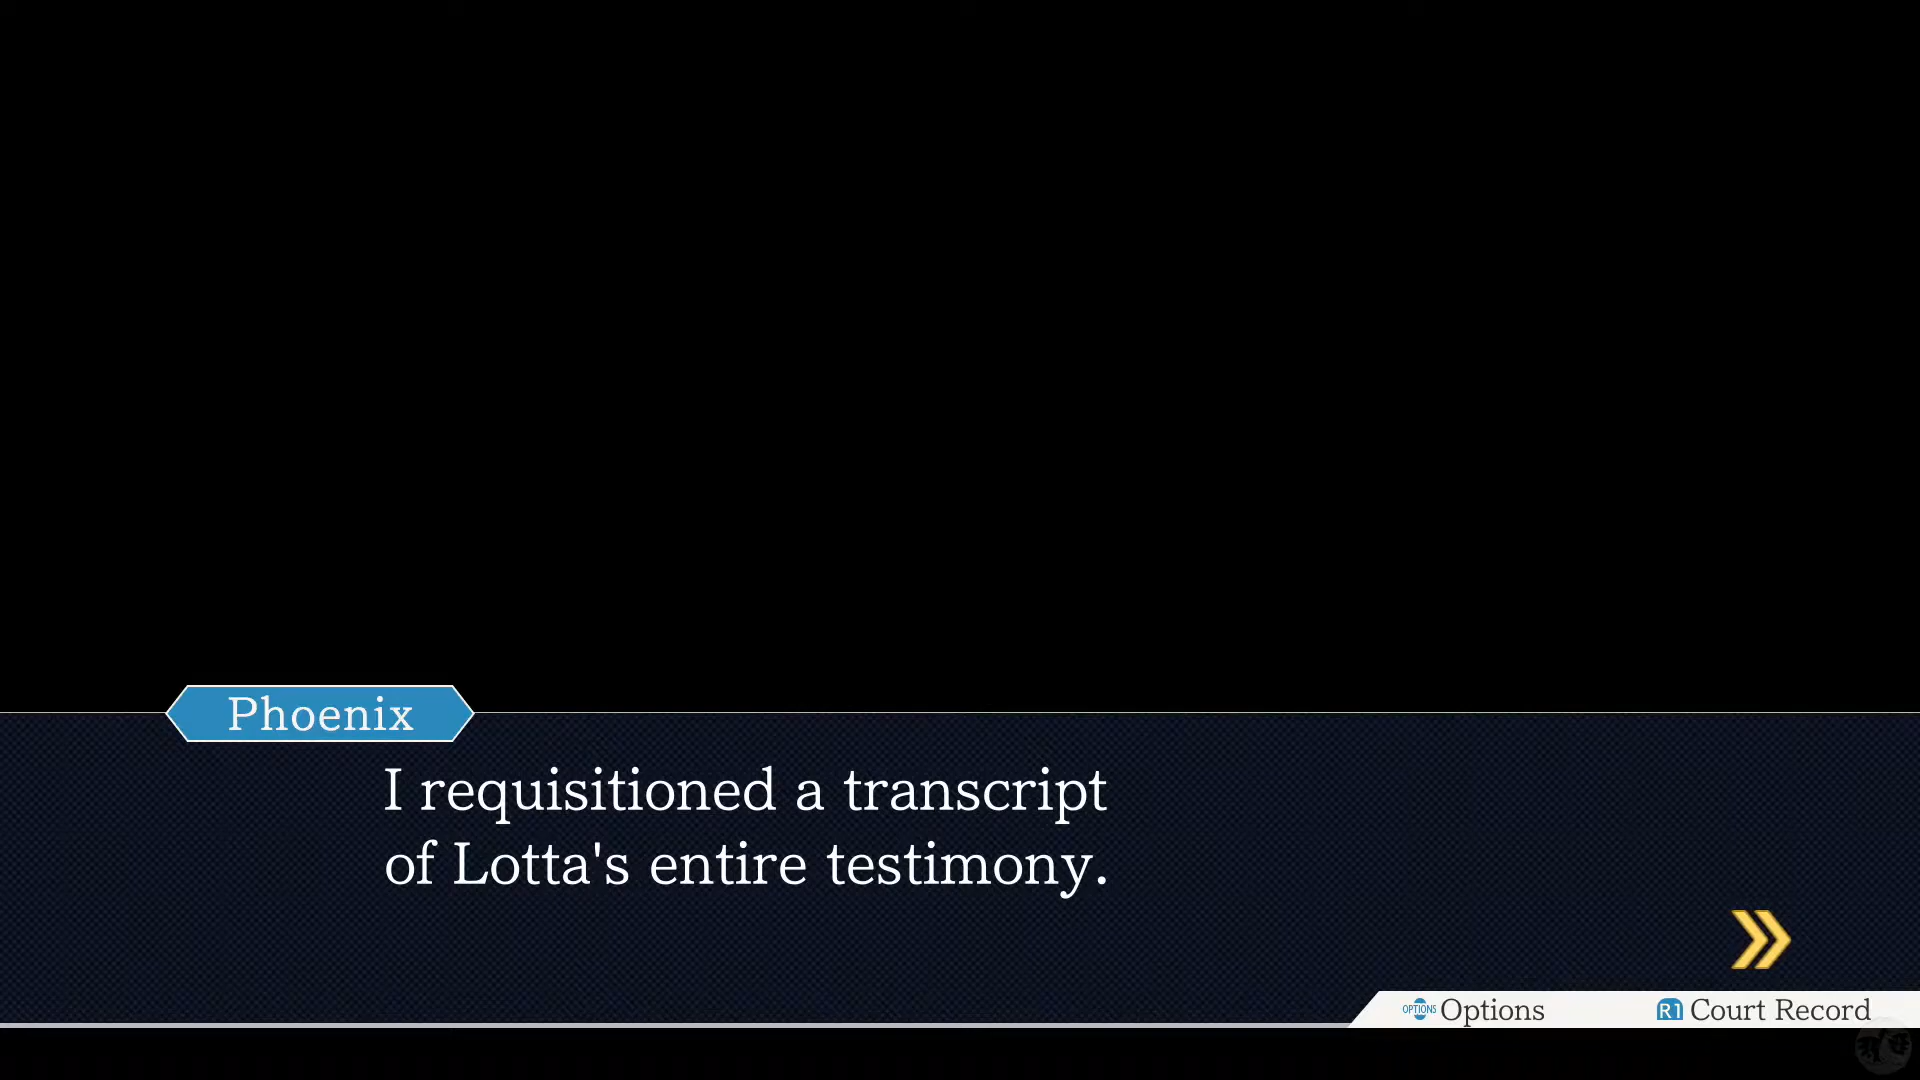 Phoenix
I requisitioned a transcript
of Lotta's entire testimony.
OPTIONS Options
R1 Court Record